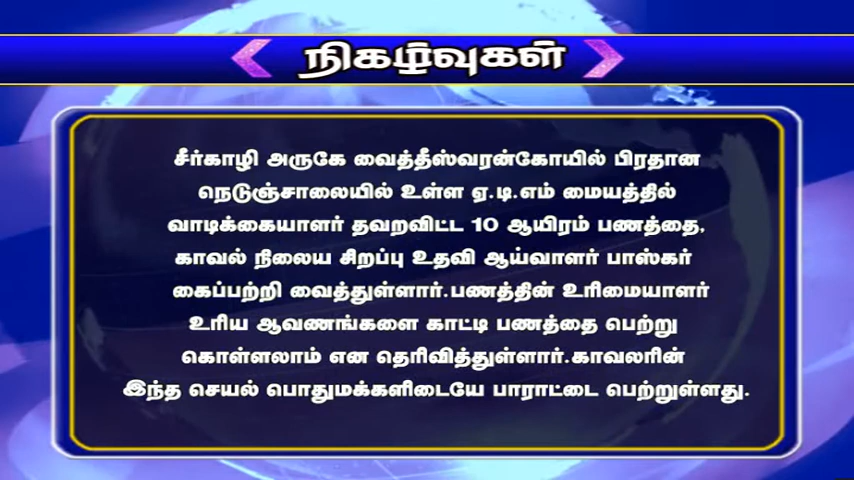 நிகழ்வுகள்
சீர்காழி அருகே வைத்தீஸ்வரன்கோயில் பிரதான
நெடுஞ்சாலையில் உள்ள ஏ.டி.எம் மையத்தில்
வாடிக்கையாளர் தவறவிட்ட 10 ஆயிரம் பணத்தை,
காவல் நிலைய சிறப்பு உதவி ஆய்வாளர் பாஸ்கர்
கைப்பற்றி வைத்துள்ளார்.பணத்தின் உரிமையாளர்
உரிய ஆவணங்களை காட்டி பணத்தை பெற்று
கொள்ளலாம் என தெரிவித்துள்ளார்.காவலரின்
இந்த செயல் பொதுமக்களிடையே பாராட்டை பெற்றுள்ளது.